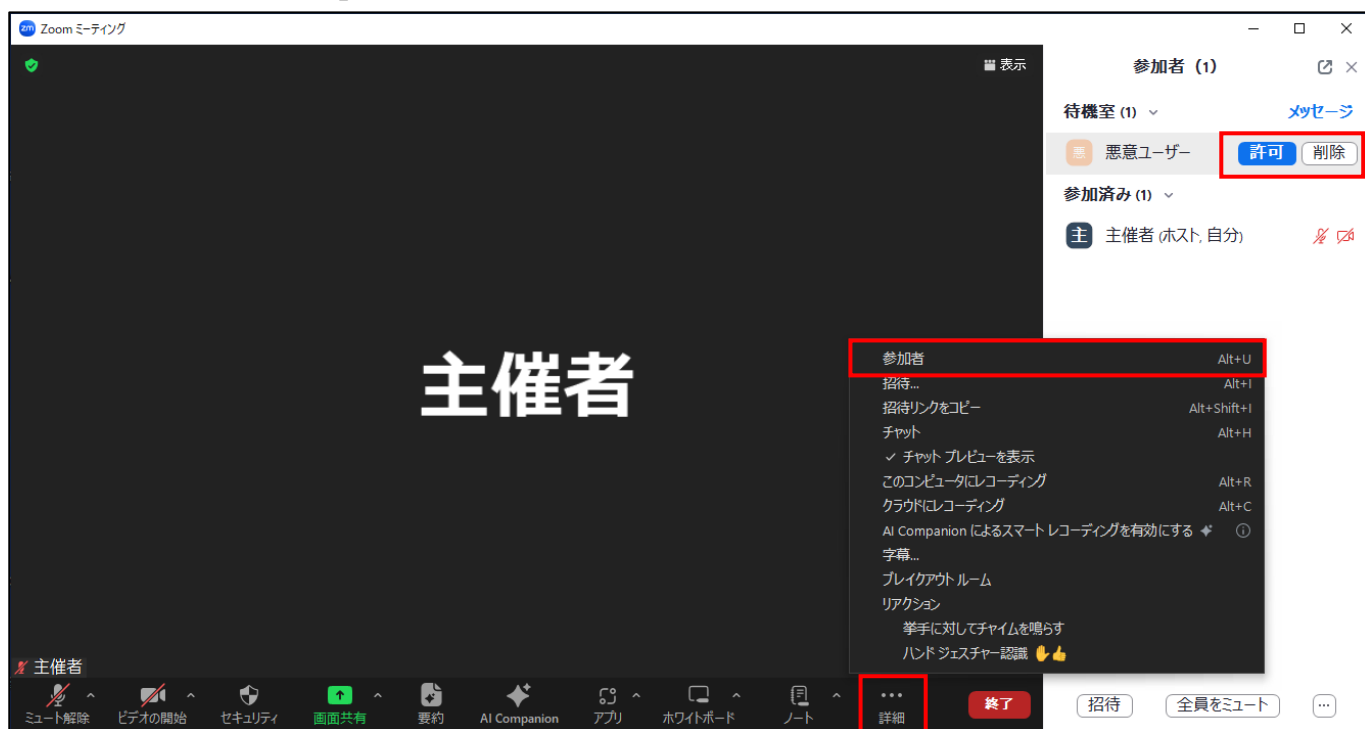 zm Zoom ミーティング
表示
参加者 (1)
待機室 (1)
メッセージ
悪 悪意ユーザー
許可 削除
参加済み (1)
主 主催者 (ホスト, 自分)
主催者
参加者 Alt+U
招待... Alt+I
招待リンクをコピー Alt+Shift+I
チャット Alt+H
✓ チャット プレビューを表示
このコンピュータにレコーディング Alt+R
クラウドにレコーディング Alt+C
AI Companion によるスマート レコーディングを有効にする
字幕...
ブレイクアウト ルーム
リアクション
挙手に対してチャイムを鳴らす
ハンド ジェスチャー認識 ✋👍
主催者
ミュート解除 ビデオの開始 セキュリティ 画面共有 要約 AI Companion アプリ ホワイトボード ノート 詳細
終了
招待 全員をミュート ...